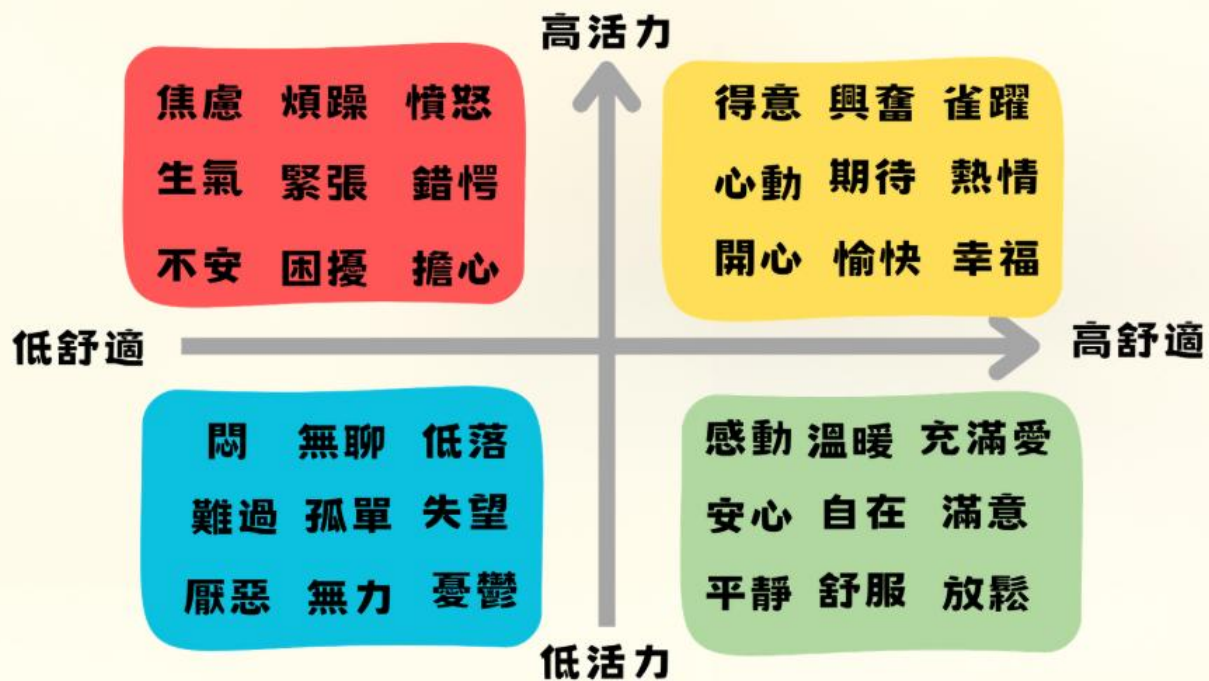 高活力
焦慮 煩躁 憤怒
生氣 緊張 錯愕
不安 困擾 擔心
得意 興奮 雀躍
心動 期待 熱情
開心 愉快 幸福
低舒適
高舒適
悶 無聊 低落
難過 孤單 失望
厭惡 無力 憂鬱
感動 溫暖 充滿愛
安心 自在 滿意
平靜 舒服 放鬆
低活力